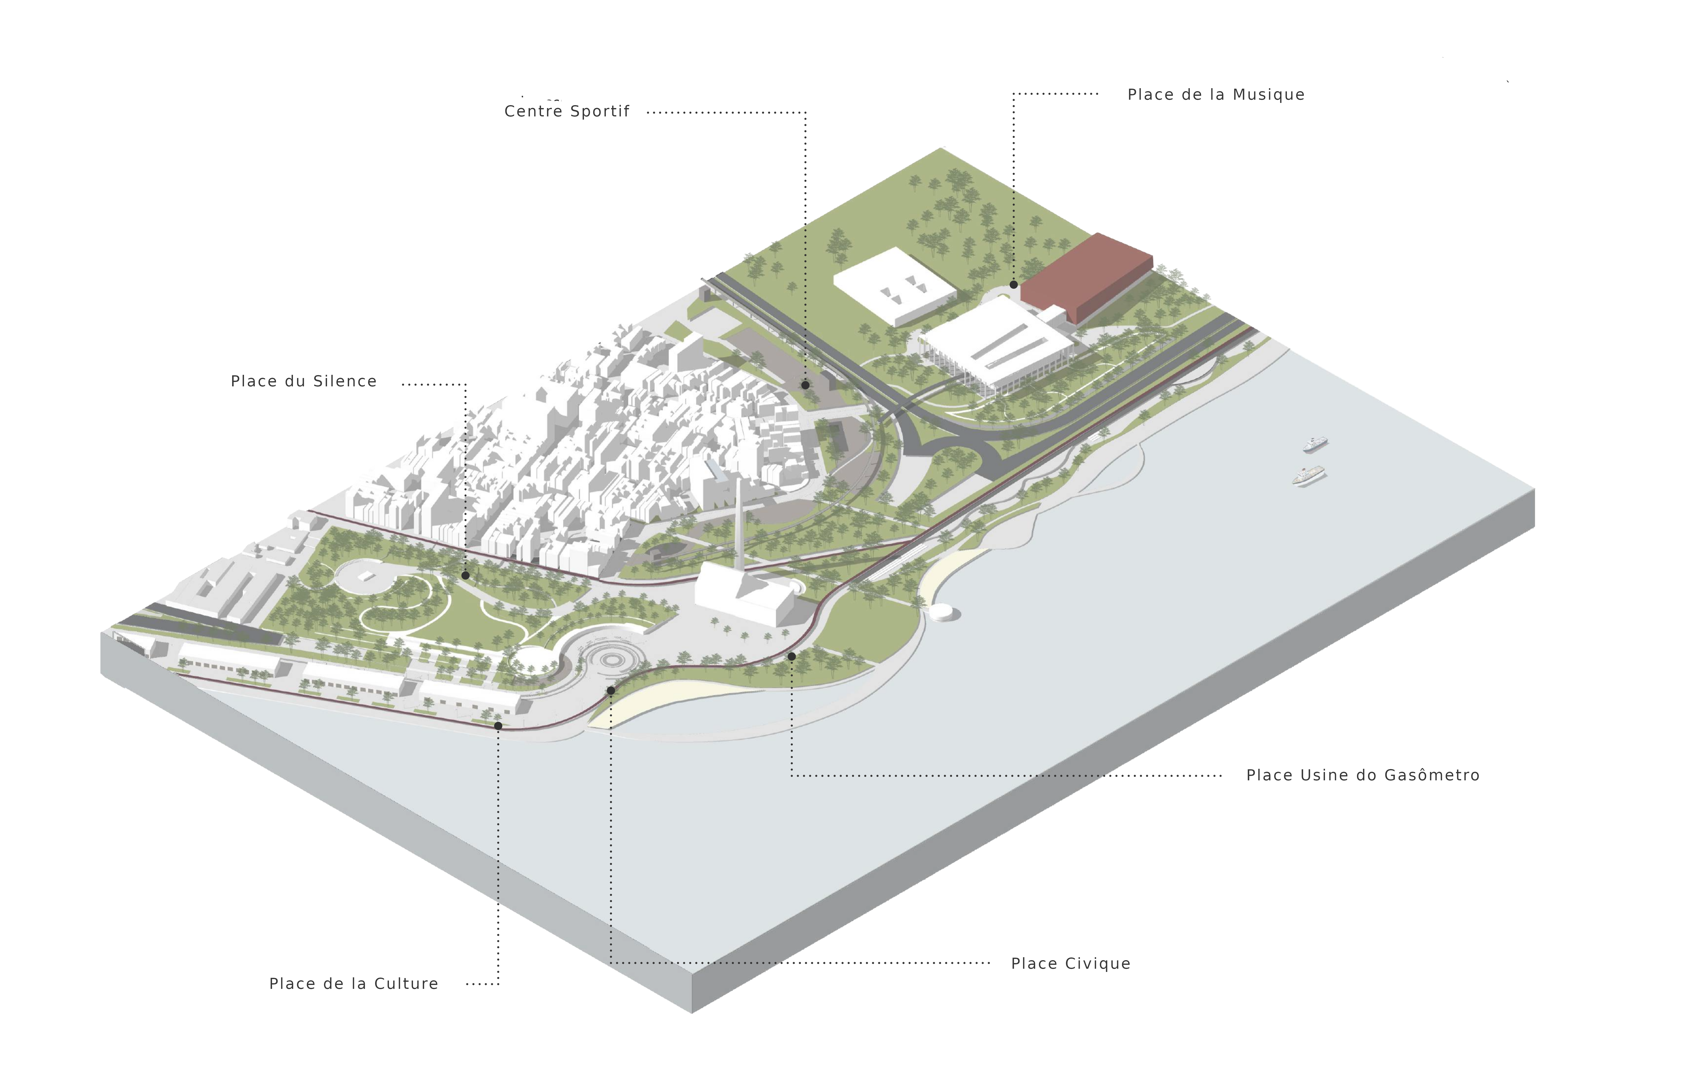 Place de la Musique
Centre Sportif
Place du Silence
Place Usine do Gasômetro
Place Civique
Place de la Culture